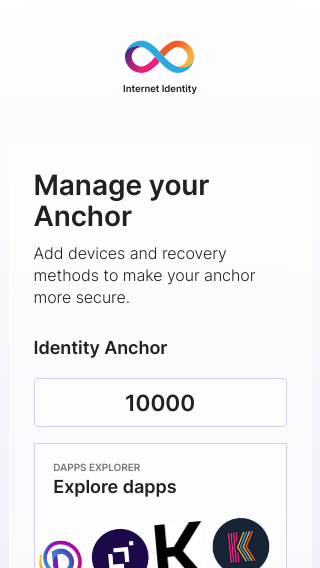 Internet Identity
Manage your
Anchor
Add devices and recovery
methods to make your anchor
more secure.
Identity Anchor
10000
DAPPS EXPLORER
Explore dapps